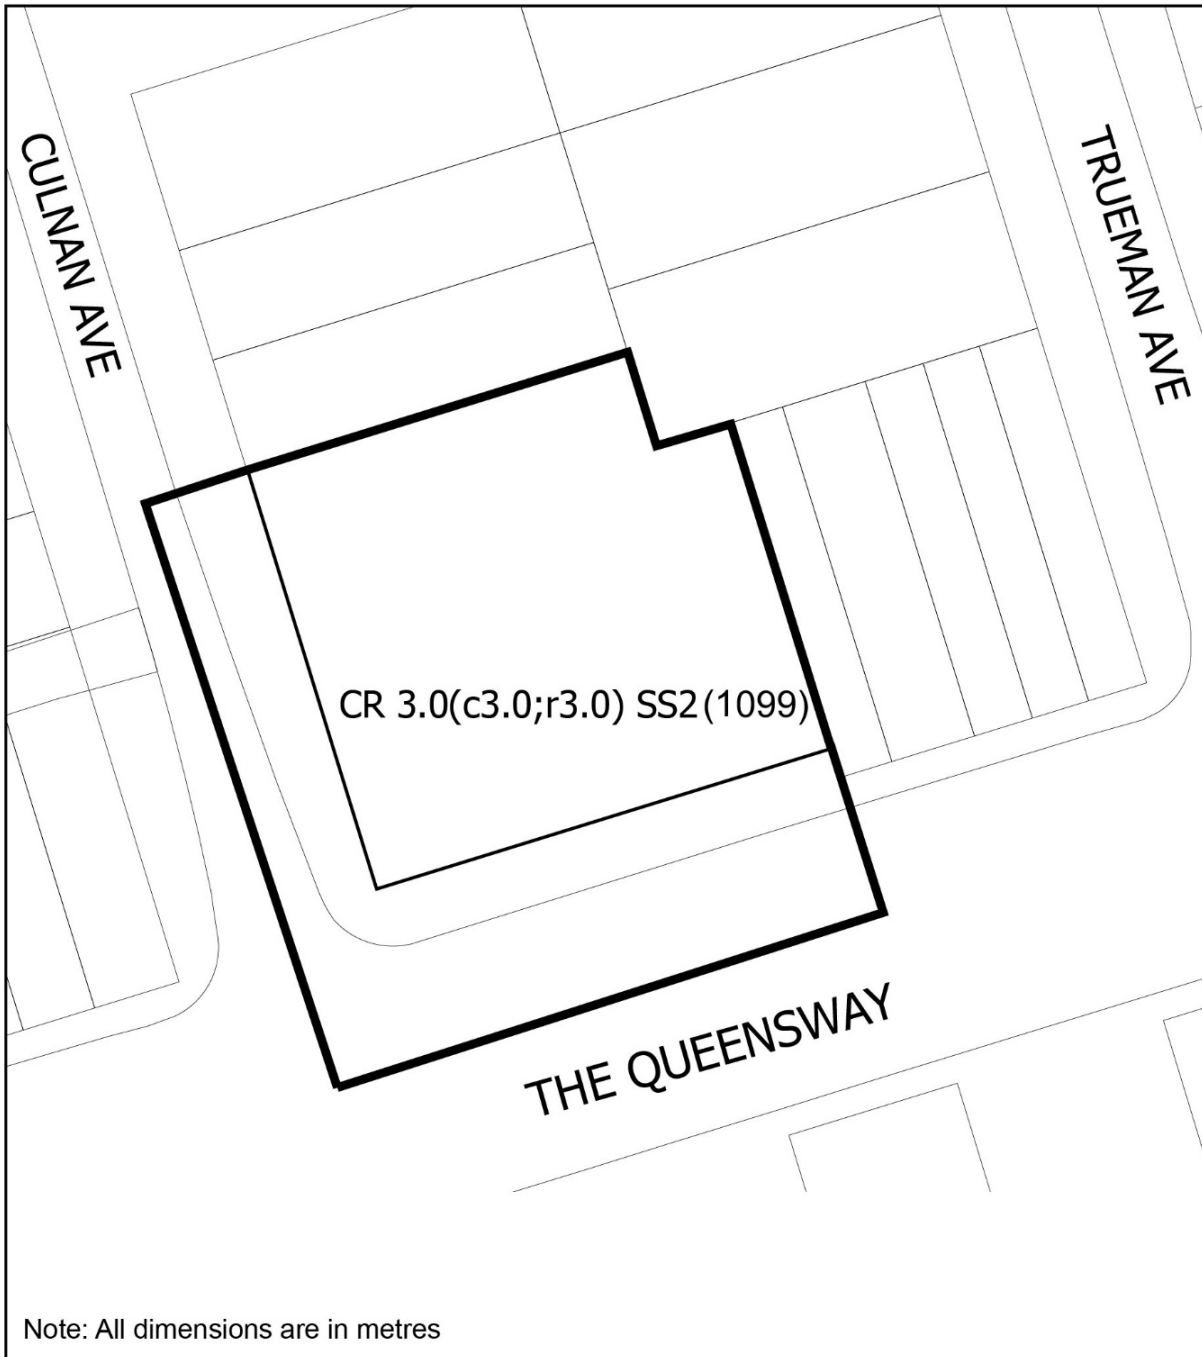 CULNAN AVE
TRUEMAN AVE
CR 3.0(c3.0;r3.0) SS2(1099)
THE QUEENSWAY
Note: All dimensions are in metres